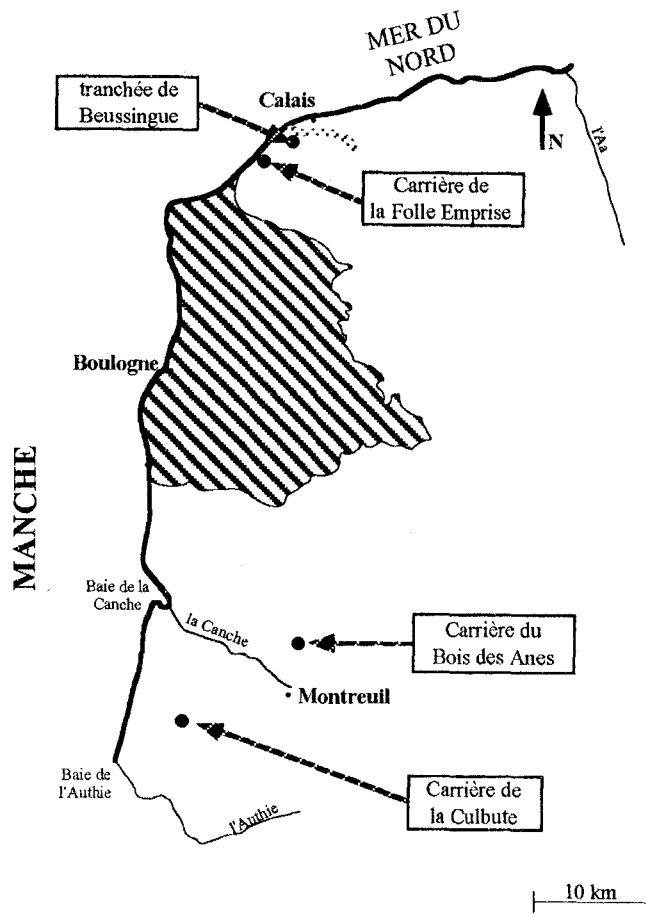 MER DU
NORD
tranchée de
Beussingue
Calais
N
l'Aa
Carrière de
la Folle Emprise
Boulogne
MANCHE
Baie de la
Canche
la Canche
Carrière du
Bois des Anes
Montreuil
Baie de
l'Authie
l'Authie
Carrière de
la Culbute
10 km